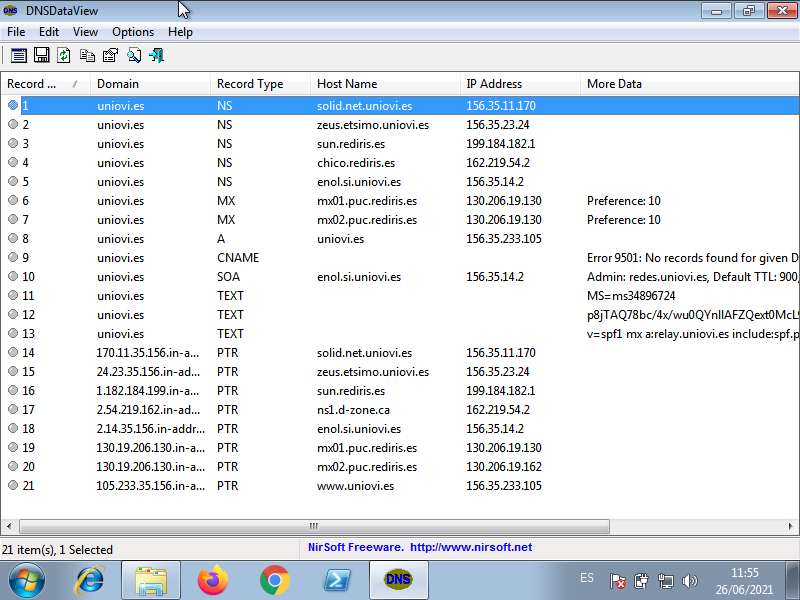 DNS DNSDataView
File Edit View Options Help
Record ... / Domain Record Type Host Name IP Address More Data
1 uniovi.es NS solid.net.uniovi.es 156.35.11.170
2 uniovi.es NS zeus.etsimo.uniovi.es 156.35.23.24
3 uniovi.es NS sun.rediris.es 199.184.182.1
4 uniovi.es NS chico.rediris.es 162.219.54.2
5 uniovi.es NS enol.si.uniovi.es 156.35.14.2
6 uniovi.es MX mx01.puc.rediris.es 130.206.19.130 Preference: 10
7 uniovi.es MX mx02.puc.rediris.es 130.206.19.130 Preference: 10
8 uniovi.es A uniovi.es 156.35.233.105
9 uniovi.es CNAME Error 9501: No records found for given D
10 uniovi.es SOA enol.si.uniovi.es 156.35.14.2 Admin: redes.uniovi.es, Default TTL: 900,
11 uniovi.es TEXT MS=ms34896724
12 uniovi.es TEXT
13 uniovi.es TEXT v=spf1 mx a:relay.uniovi.es include:spf.p
14 170.11.35.156.in-a... PTR solid.net.uniovi.es 156.35.11.170
15 24.23.35.156.in-ad... PTR zeus.etsimo.uniovi.es 156.35.23.24
16 1.182.184.199.in-a... PTR sun.rediris.es 199.184.182.1
17 2.54.219.162.in-ad... PTR ns1.d-zone.ca 162.219.54.2
18 2.14.35.156.in-addr... PTR enol.si.uniovi.es 156.35.14.2
19 130.19.206.130.in-a... PTR mx01.puc.rediris.es 130.206.19.130
20 130.19.206.130.in-a... PTR mx02.puc.rediris.es 130.206.19.162
21 105.233.35.156.in-a... PTR www.uniovi.es 156.35.233.105
21 item(s), 1 Selected NirSoft Freeware. http://www.nirsoft.net
DNS ES 11:55
26/06/2021